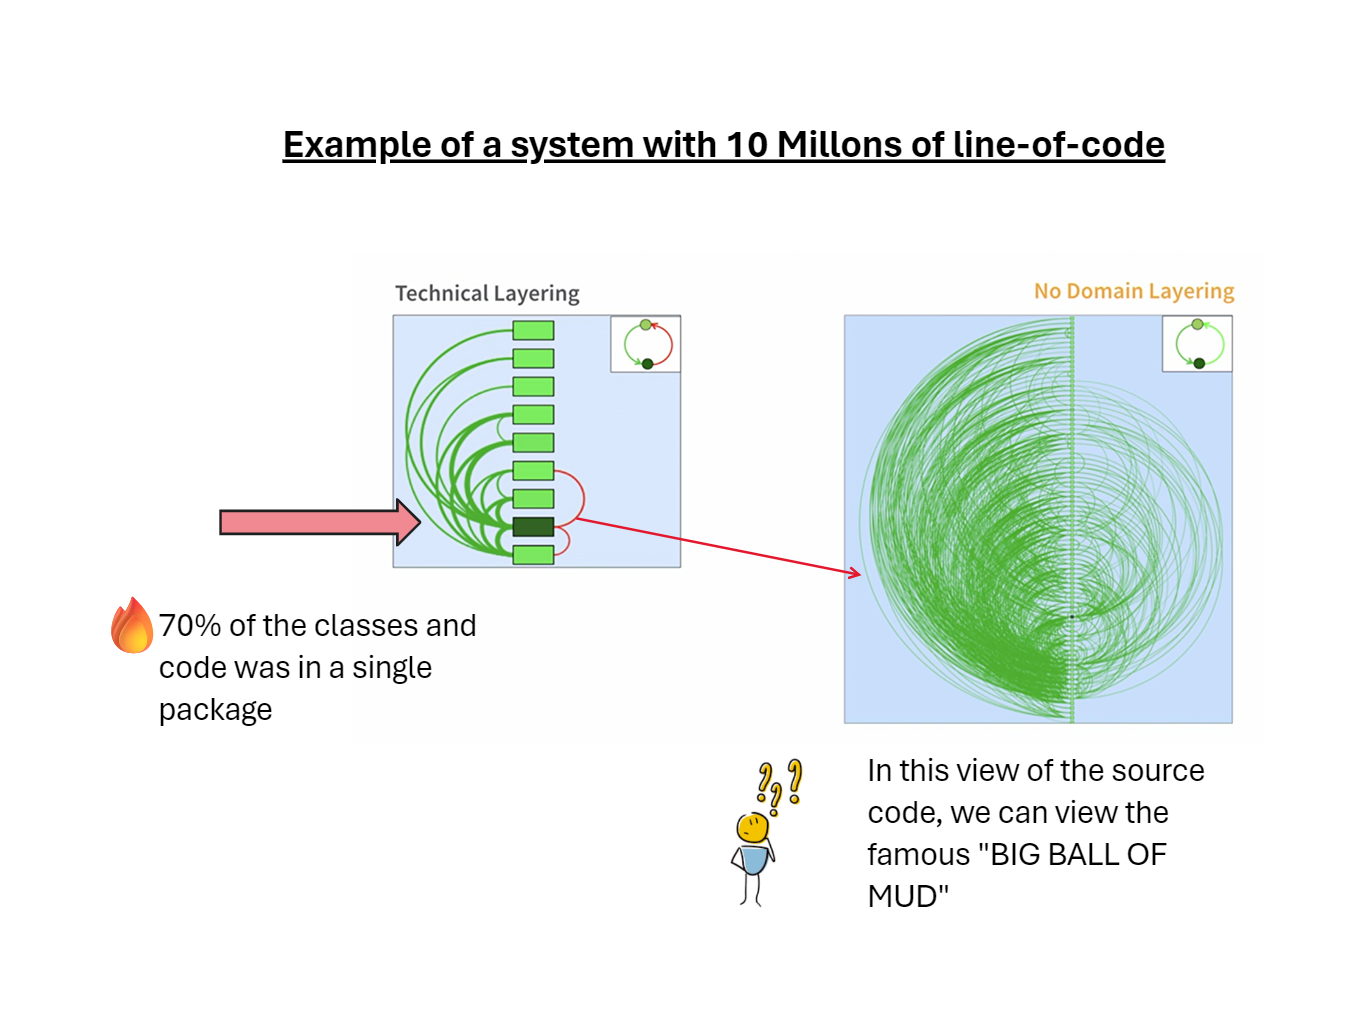 Example of a system with 10 Millons of line-of-code
Technical Layering
No Domain Layering
70% of the classes and
code was in a single
package
???
In this view of the source
code, we can view the
famous "BIG BALL OF
MUD"